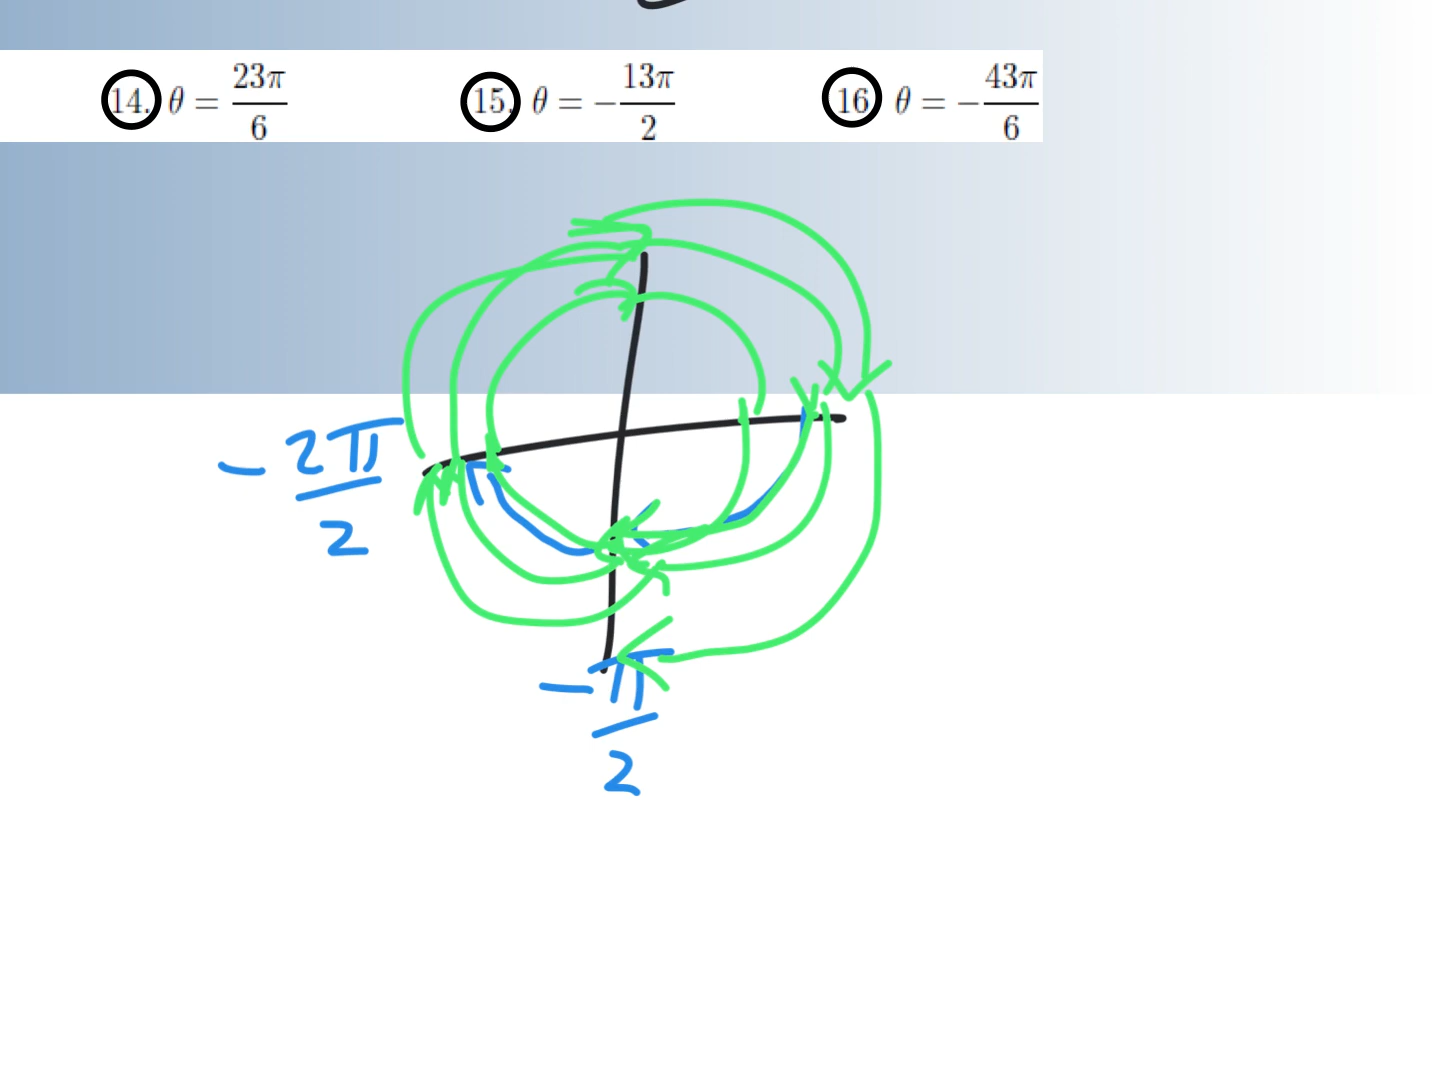 14. θ = 23π/6 15. θ = −13π/2 16 θ = −43π/6
−2π/2
−π/2